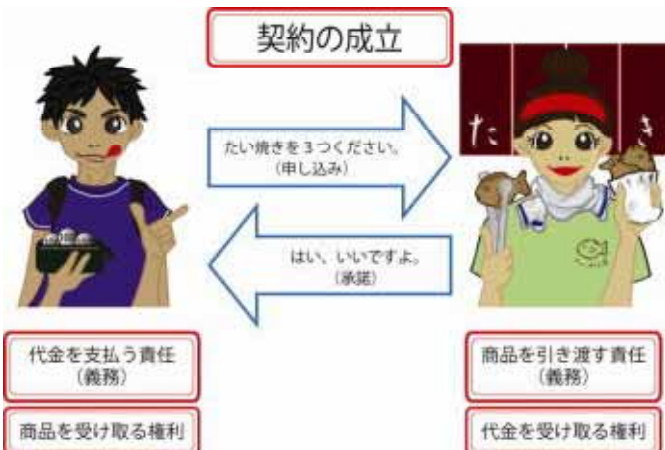 契約の成立
た き
たい焼きを3つください。
(申し込み)
はい、いいですよ。
(承諾)
代金を支払う責任
(義務)
商品を受け取る権利
商品を引き渡す責任
(義務)
代金を受け取る権利